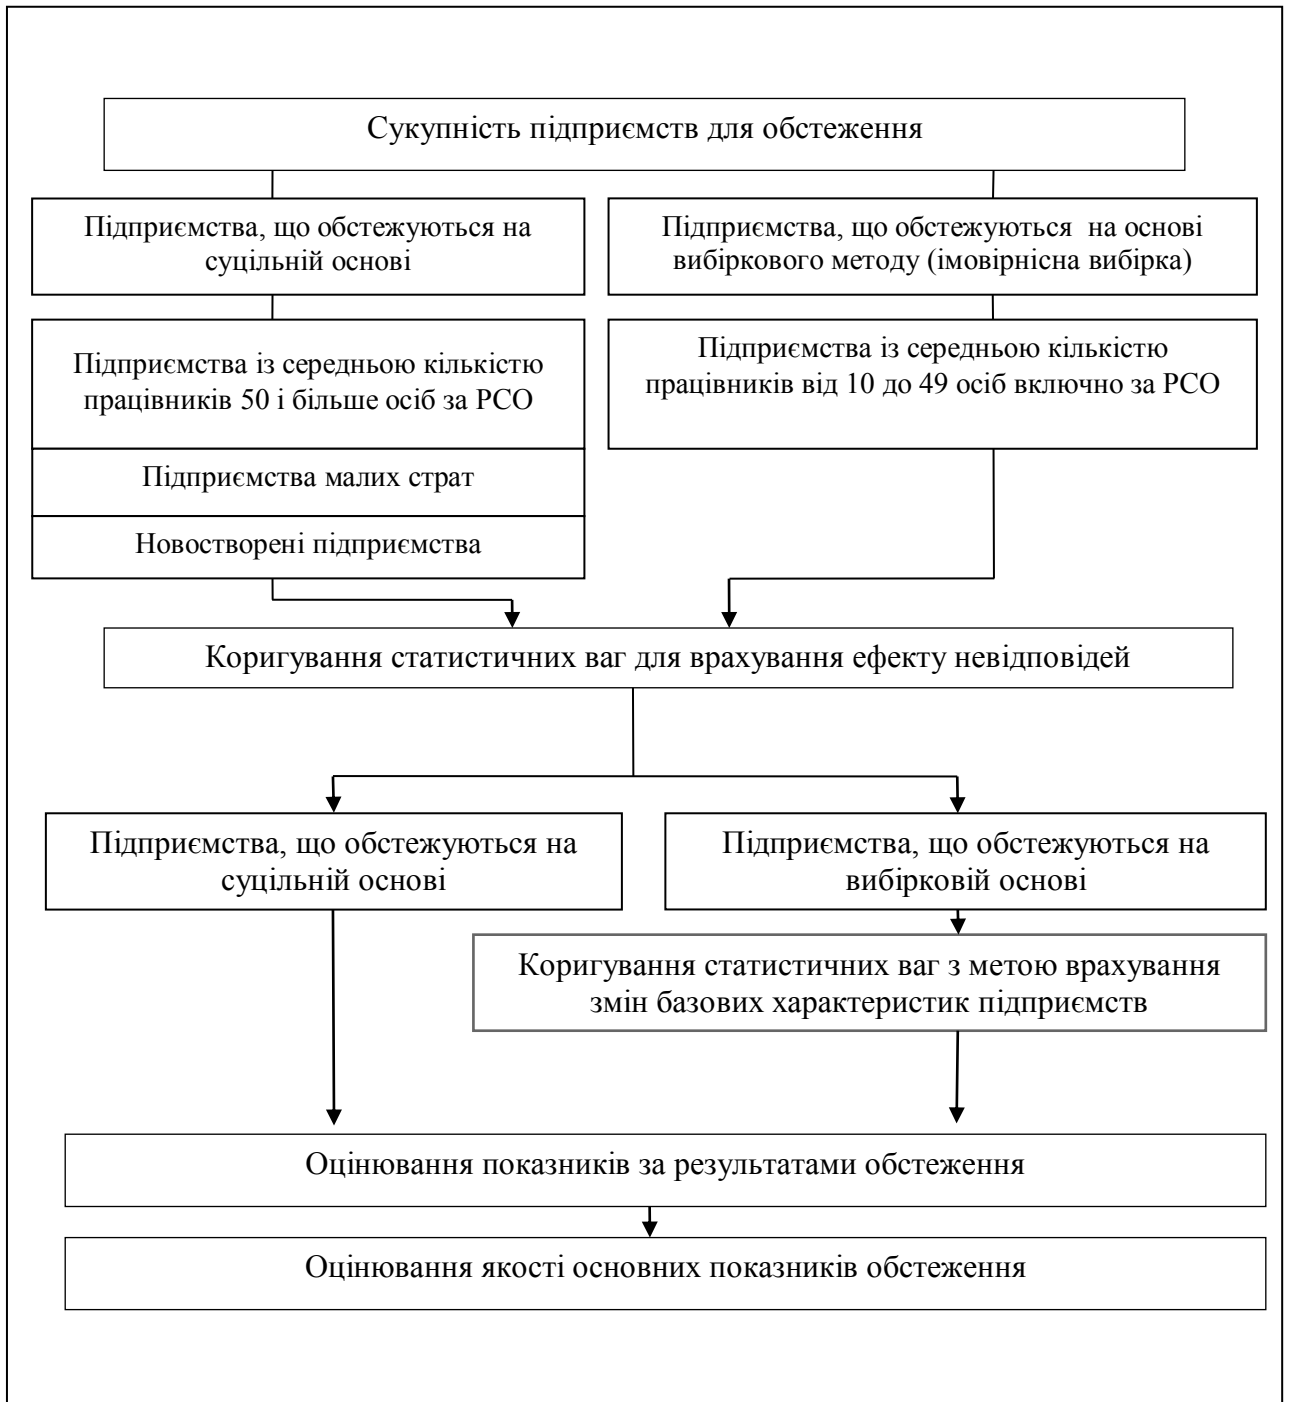 Сукупність підприємств для обстеження
Підприємства, що обстежуються на
суцільній основі
Підприємства, що обстежуються на основі
вибіркового методу (імовірнісна вибірка)
Підприємства із середньою кількістю
працівників 50 і більше осіб за РСО
Підприємства із середньою кількістю
працівників від 10 до 49 осіб включно за РСО
Підприємства малих страт
Новостворені підприємства
Коригування статистичних ваг для врахування ефекту невідповідей
Підприємства, що обстежуються на
суцільній основі
Підприємства, що обстежуються на
вибірковій основі
Коригування статистичних ваг з метою врахування
змін базових характеристик підприємств
Оцінювання показників за результатами обстеження
Оцінювання якості основних показників обстеження